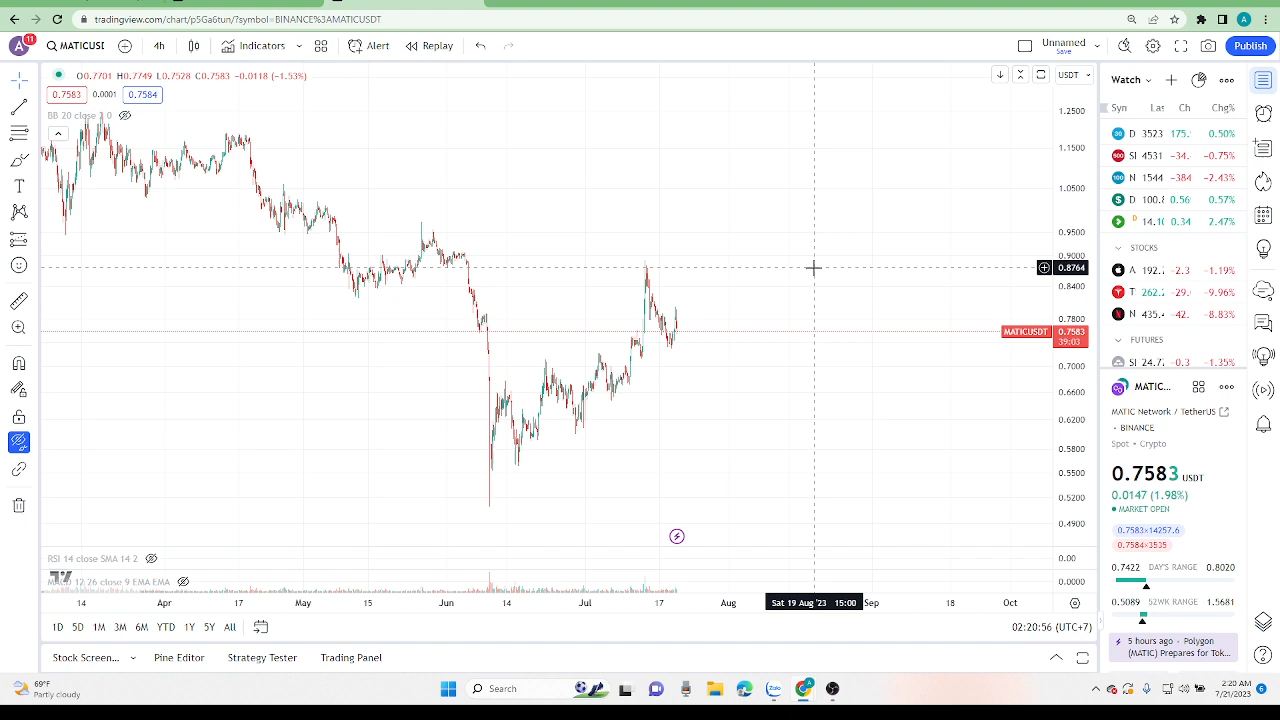 tradingview.com/chart/p5Ga6tun/?symbol=BINANCE%3AMATICUSDT
A 11 MATICUSI 4h Indicators Alert Replay Unnamed Save Publish
O0.7701 H0.7749 L0.7528 C0.7583 -0.0118 (-1.53%)
0.7583 0.0001 0.7584
BB 20 close 2 0
USDT
1.2500
1.1500
1.0500
0.9500
0.9000
0.8764
0.8400
0.7800
MATICUSDT 0.7583
39:03
0.7000
0.6600
0.6200
0.5800
0.5500
0.5200
0.4900
RSI 14 close SMA 14 2
0.00
MACD 12 26 close 9 EMA EMA
0.0000
14 Apr 17 May 15 Jun 14 Jul 17 Aug Sat 19 Aug '23 15:00 Sep 18 Oct
1D 5D 1M 3M 6M YTD 1Y 5Y All
02:20:56 (UTC+7)
Stock Screen... Pine Editor Strategy Tester Trading Panel
Watch
Syn Las Ch Chg%
30 D 3523 175. 0.50%
500 SI 4531 -34. -0.75%
100 N 1544 -384 -2.43%
D 100.8 0.56 0.57%
D 14.10 0.34 2.47%
STOCKS
A 192. -2.3 -1.19%
T 262.2 -29. -9.96%
N 435. -42. -8.83%
FUTURES
SI 24.77 -0.3 -1.35%
MATIC...
MATIC Network / TetherUS
• BINANCE
Spot • Crypto
0.7583 USDT
0.0147 (1.98%)
MARKET OPEN
0.7583×14257.6
0.7584×3535
0.7422 DAY'S RANGE 0.8020
0.5089 52WK RANGE 1.5681
5 hours ago • Polygon
(MATIC) Prepares for Tok...
Partly cloudy
Search
Zalo
2:20 AM
7/21/2023
6